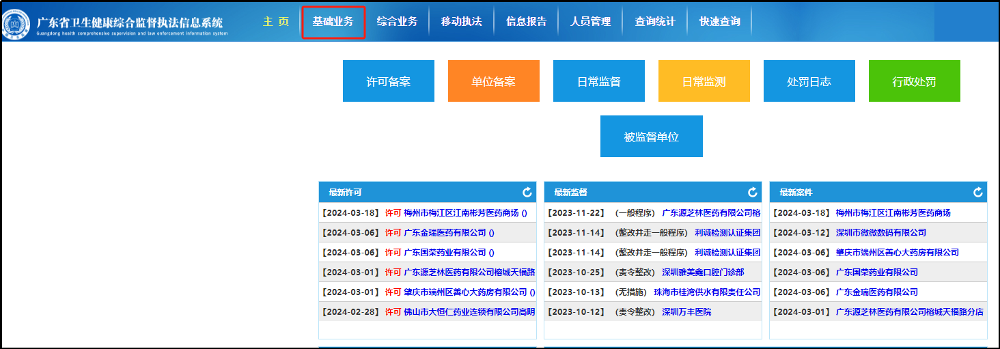 广东省卫生健康综合监督执法信息系统
Guangdong health comprehensive supervision and law enforcement information system
主 页 基础业务 综合业务 移动执法 信息报告 人员管理 查询统计 快速查询
许可备案 单位备案 日常监督 日常监测 处罚日志 行政处罚
被监督单位
最新许可
【2024-03-18】 许可 梅州市梅江区江南彬芳医药商场 ()
【2024-03-06】 许可 广东金瑞医药有限公司 ()
【2024-03-06】 许可 广东国荣药业有限公司 ()
【2024-03-01】 许可 广东源芝林医药有限公司榕城天福路
【2024-03-01】 许可 肇庆市端州区善心大药房有限公司 ()
【2024-02-28】 许可 佛山市大恒仁药业连锁有限公司高明
最新监督
【2023-11-22】 (一般程序) 广东源芝林医药有限公司榕
【2023-11-14】 (整改并走一般程序) 利诚检测认证集团
【2023-11-14】 (整改并走一般程序) 利诚检测认证集团
【2023-10-25】 (责令整改) 深圳雅美鑫口腔门诊部
【2023-10-13】 (无措施) 珠海市桂湾供水有限责任公司
【2023-10-12】 (责令整改) 深圳万丰医院
最新案件
【2024-03-18】 梅州市梅江区江南彬芳医药商场
【2024-03-12】 深圳市微微数码有限公司
【2024-03-06】 肇庆市端州区善心大药房有限公司
【2024-03-06】 广东国荣药业有限公司
【2024-03-06】 广东金瑞医药有限公司
【2024-03-01】 广东源芝林医药有限公司榕城天福路分店